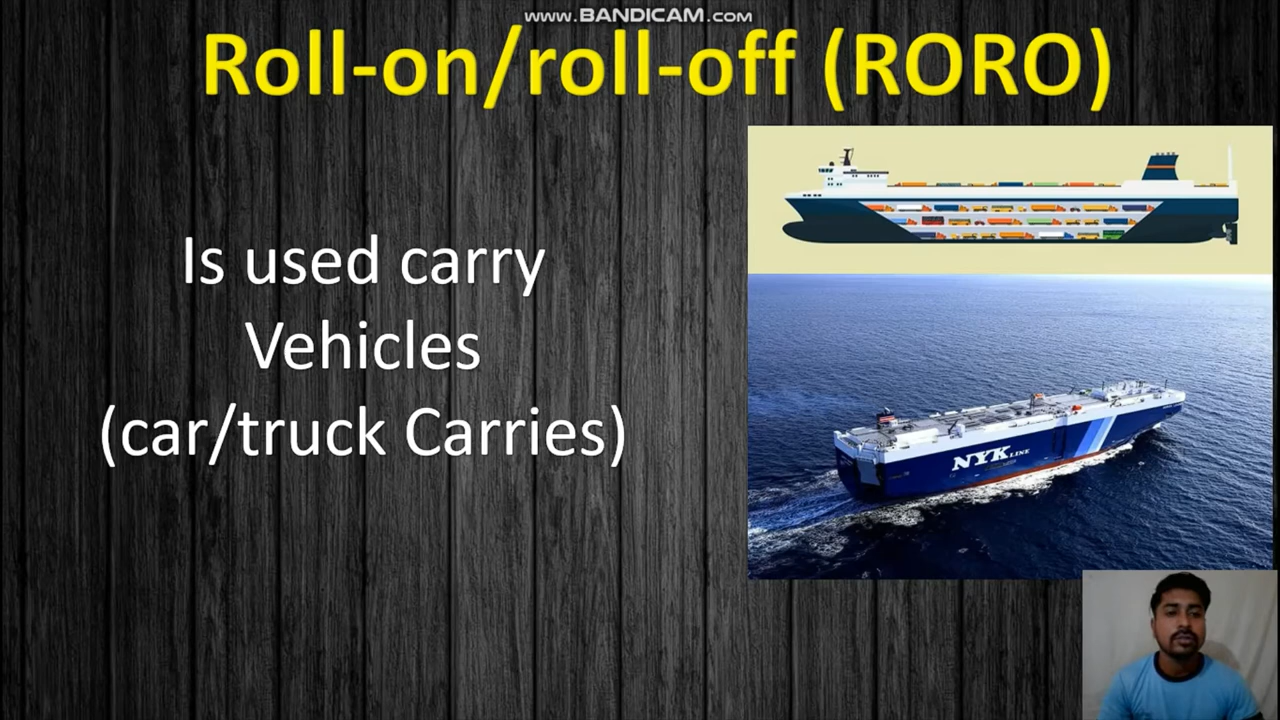 www.BANDICAM.com
Roll-on/roll-off (RORO)
Is used carry
Vehicles
(car/truck Carries)
NYK LINE